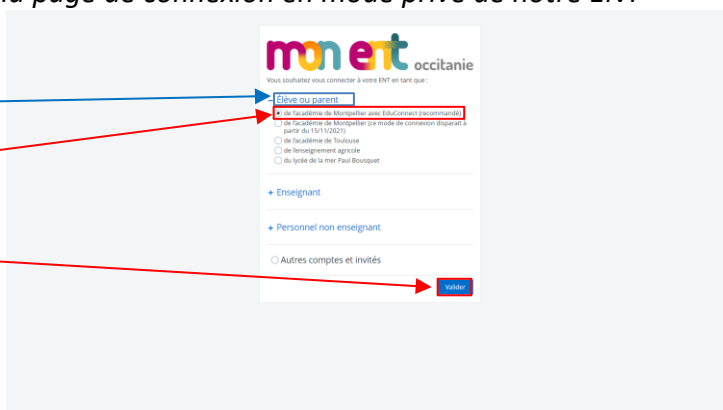 la page de connexion en mode privé de notre ENT
mon ent occitanie
Vous souhaitez vous connecter à votre ENT en tant que :
– Élève ou parent
de l'académie de Montpellier avec EduConnect (recommandé)
de l'académie de Montpellier (ce mode de connexion disparaît à
partir du 15/11/2021)
de l'académie de Toulouse
de l'enseignement agricole
du lycée de la mer Paul Bousquet
+ Enseignant
+ Personnel non enseignant
Autres comptes et invités
Valider